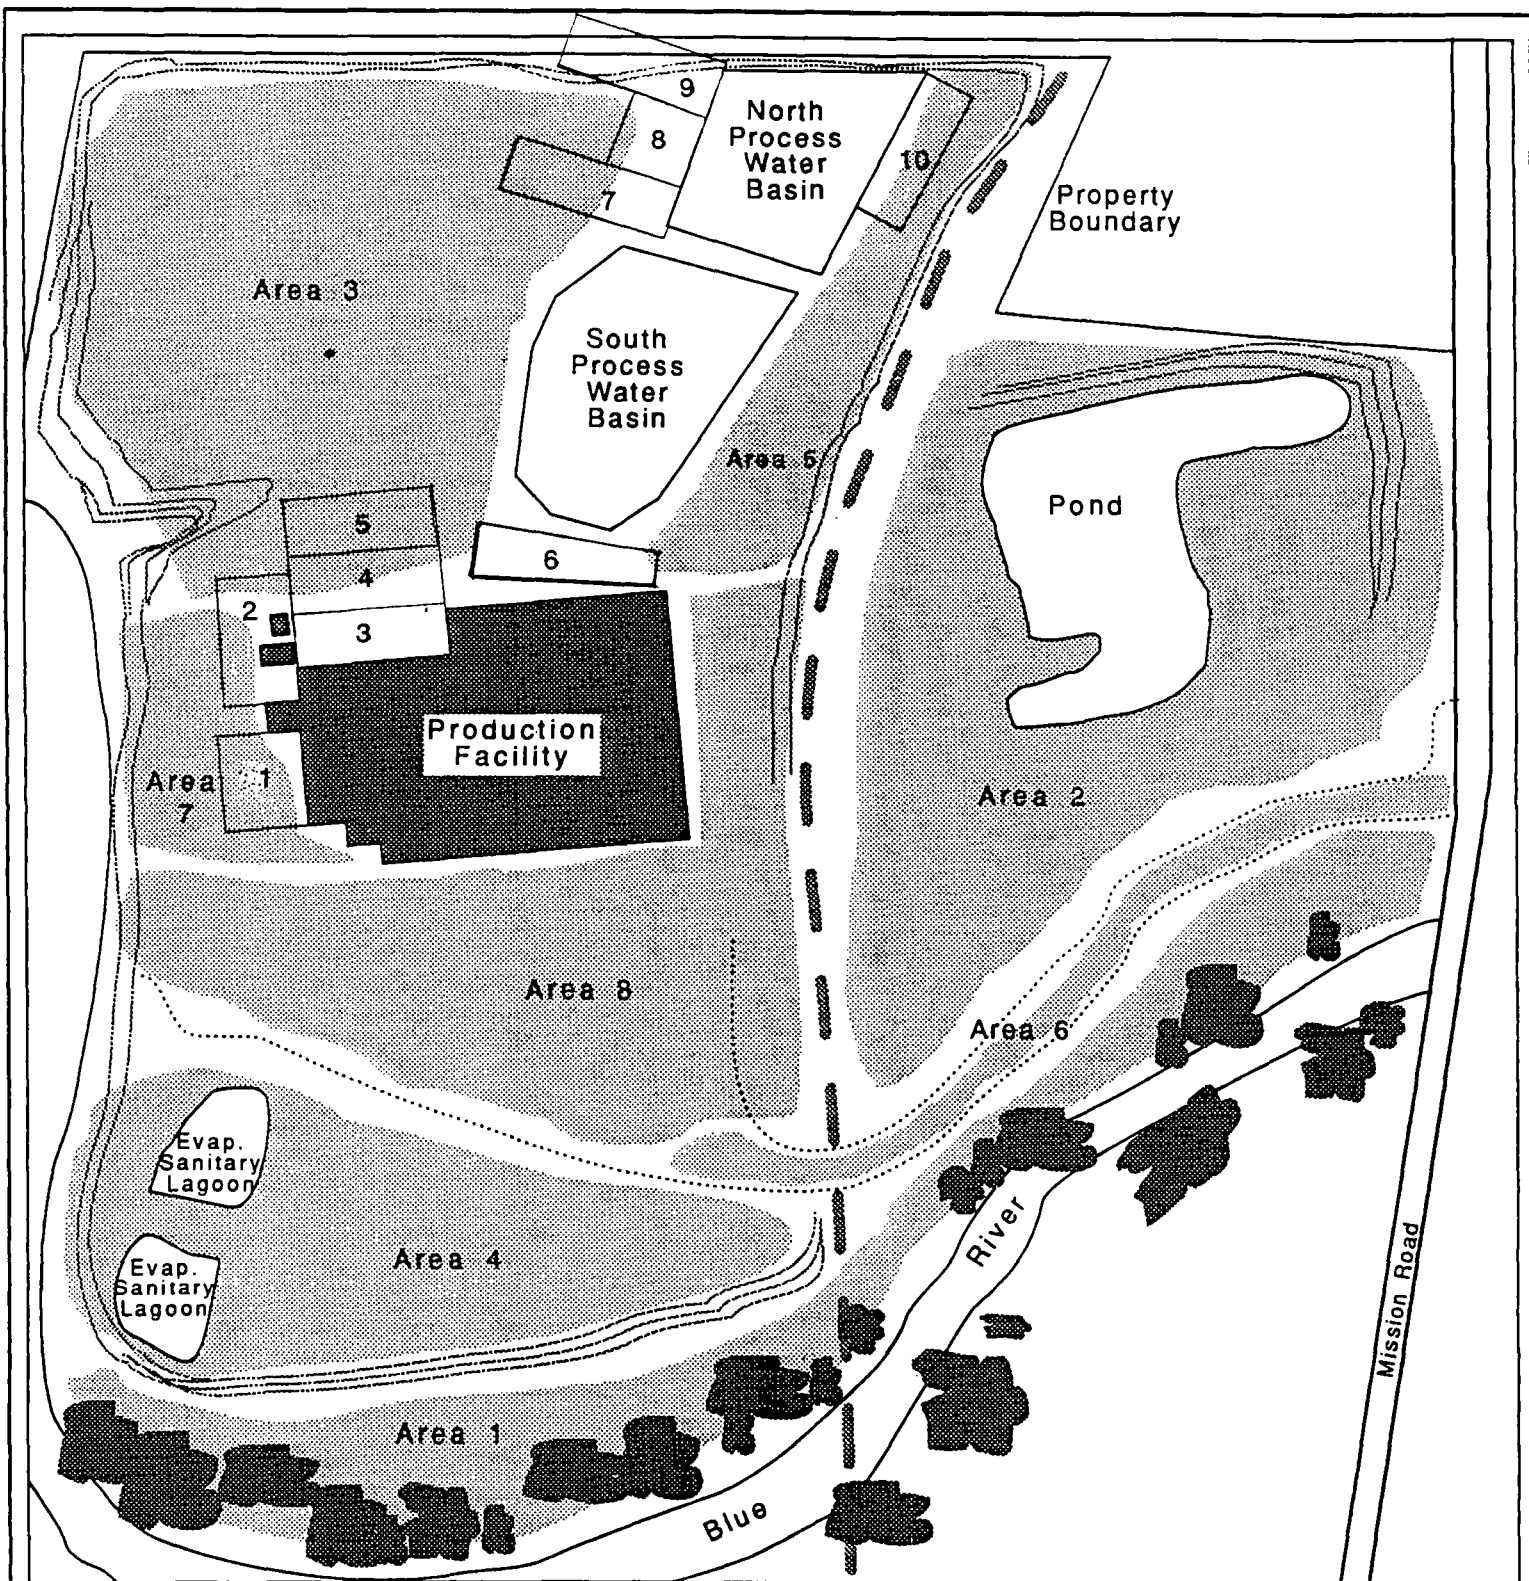 9
North
Process
Water
Basin
8
10
7
Property
Boundary
Area 3
South
Process
Water
Basin
Area 5
Pond
5
6
4
2
3
Production
Facility
Area
7
1
Area 2
Area 8
Area 6
Evap.
Sanitary
Lagoon
River
Area 4
Evap.
Sanitary
Lagoon
Mission Road
Area 1
Blue